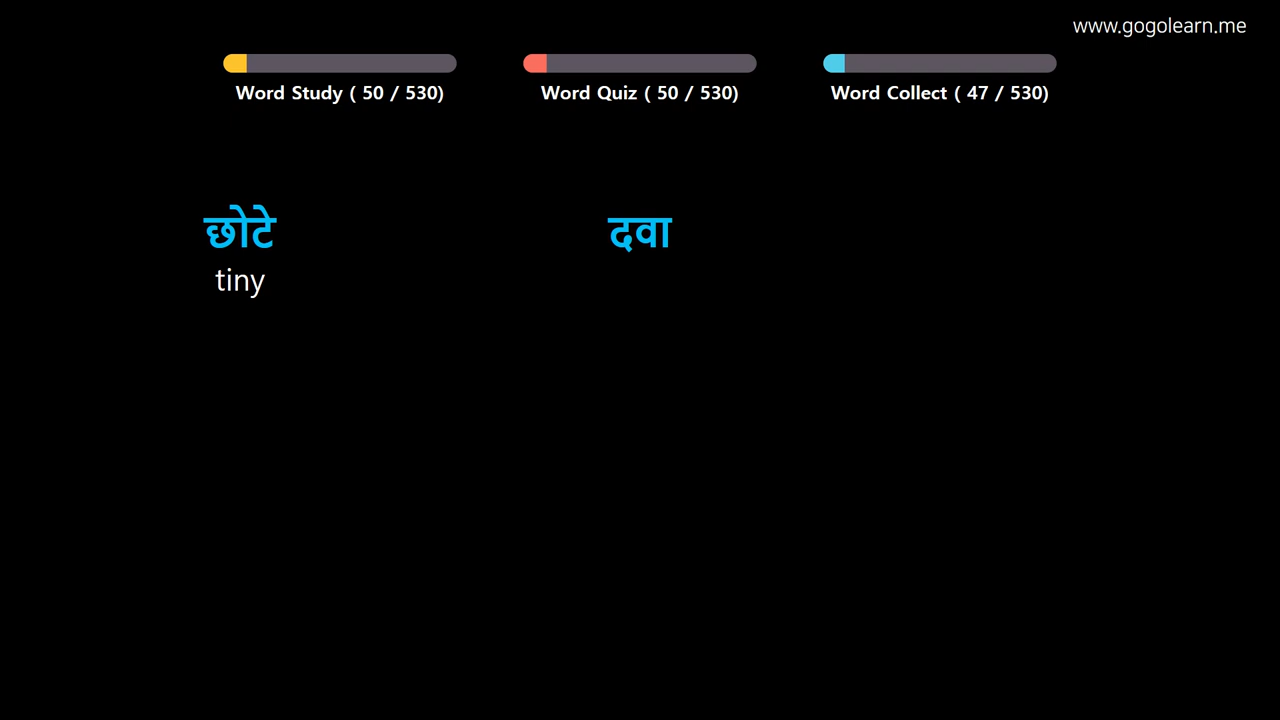 www.gogolearn.me
Word Study ( 50 / 530)
Word Quiz ( 50 / 530)
Word Collect ( 47 / 530)
छोटे
दवा
tiny